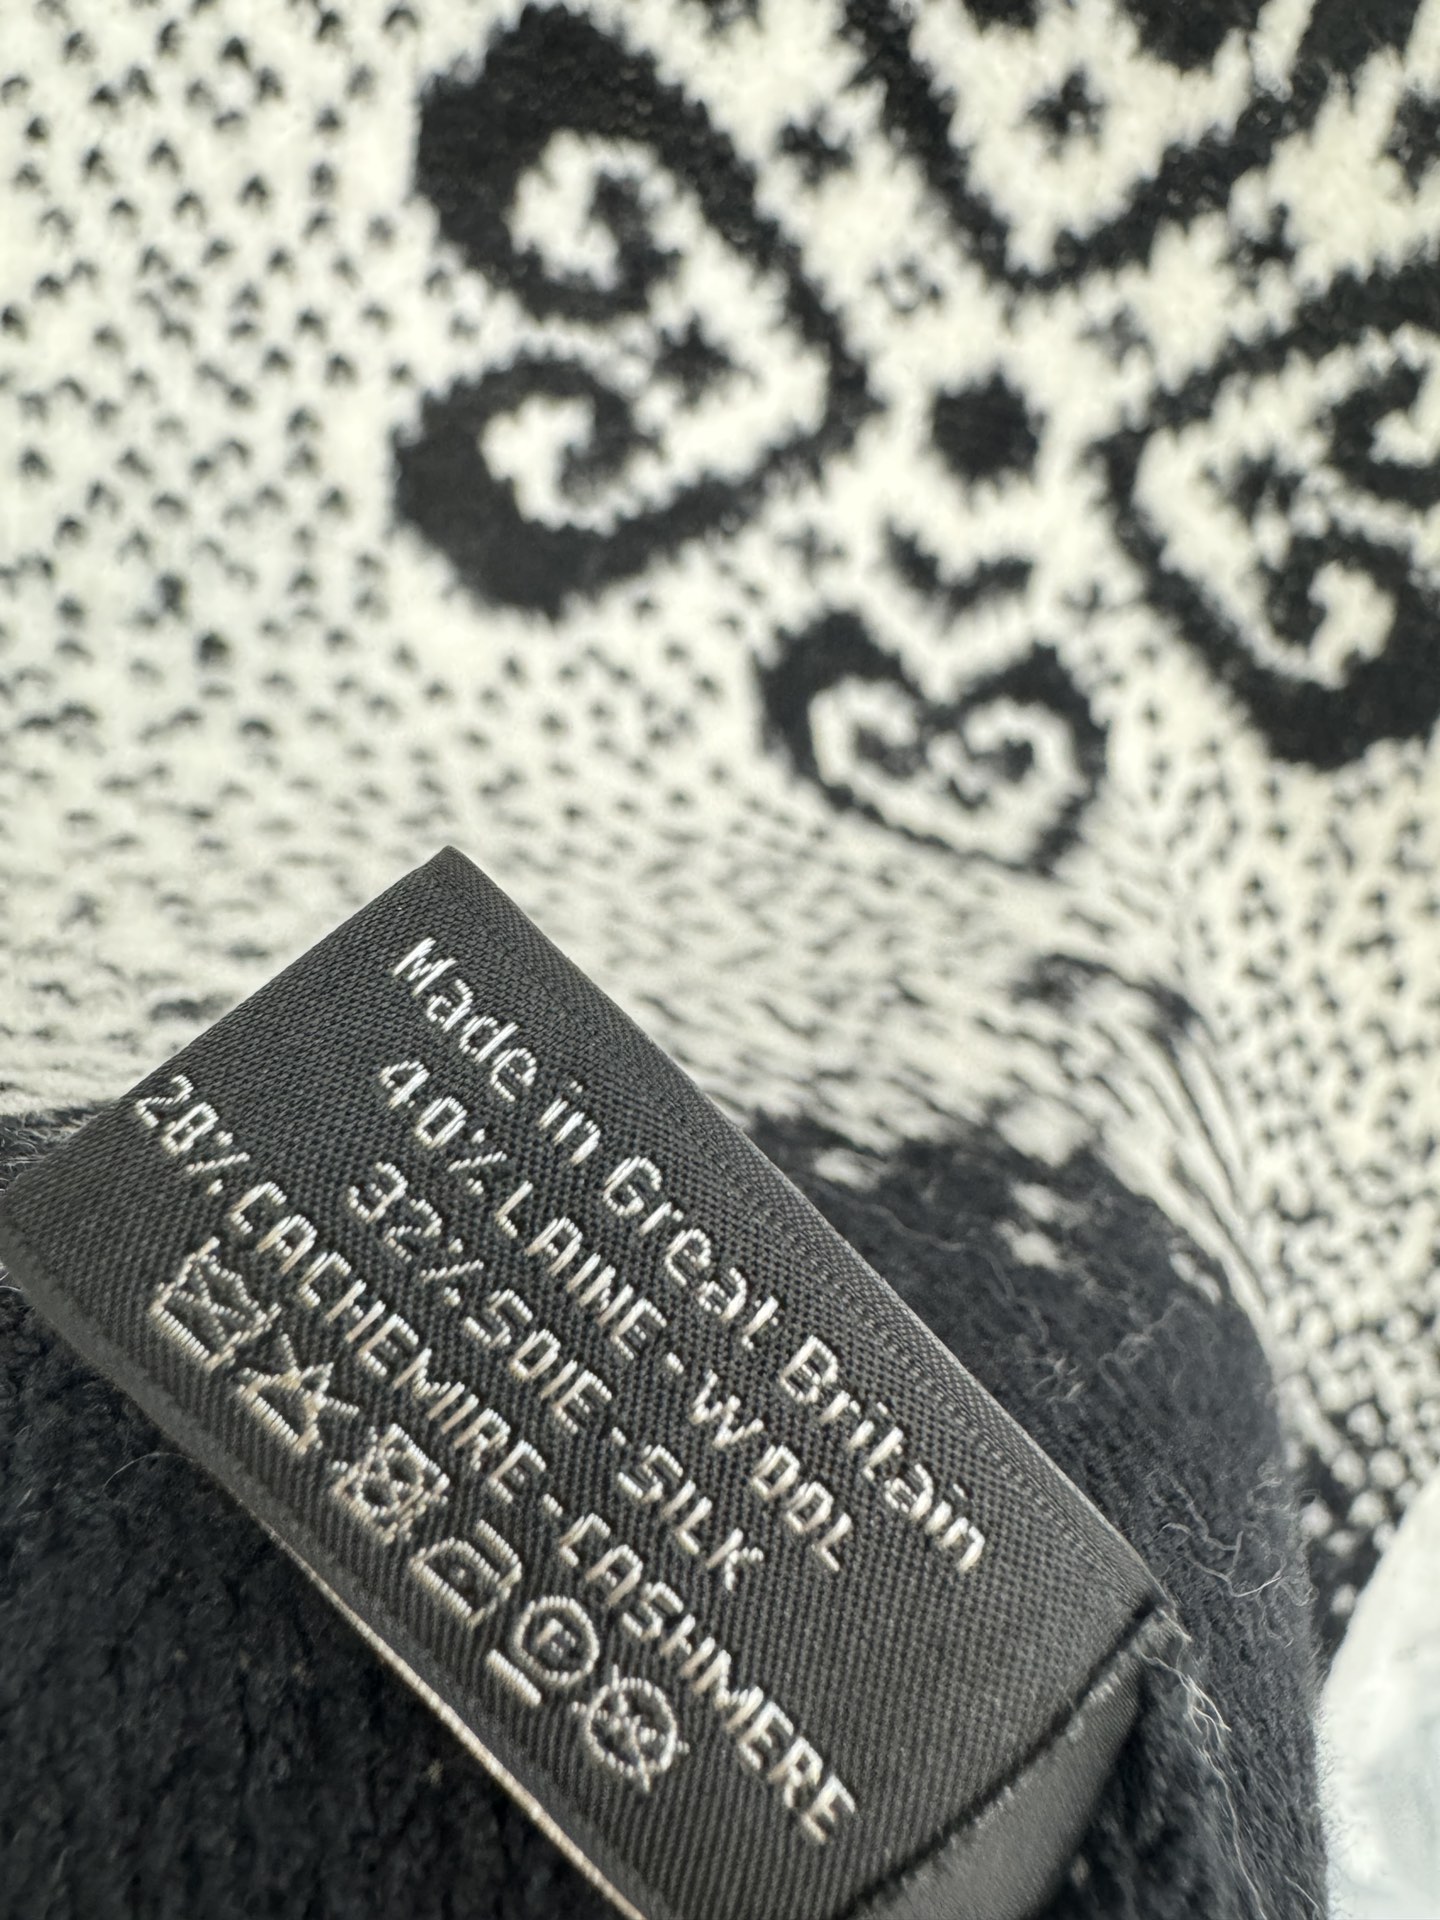 Made in Great Britain
40% LAINE-WOOL
32% SOIE-SILK
28% CACHEMIRE-CASHMERE
P